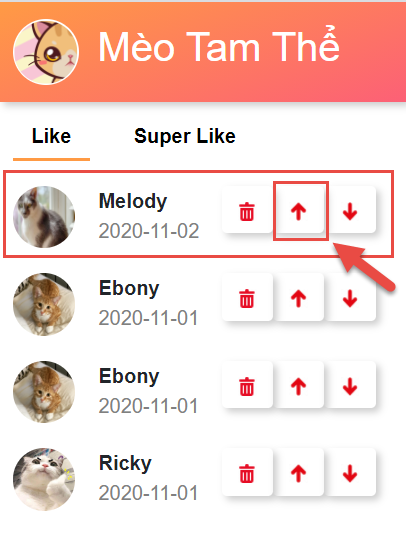 Mèo Tam Thể
Like Super Like
Melody
2020-11-02
Ebony
2020-11-01
Ebony
2020-11-01
Ricky
2020-11-01